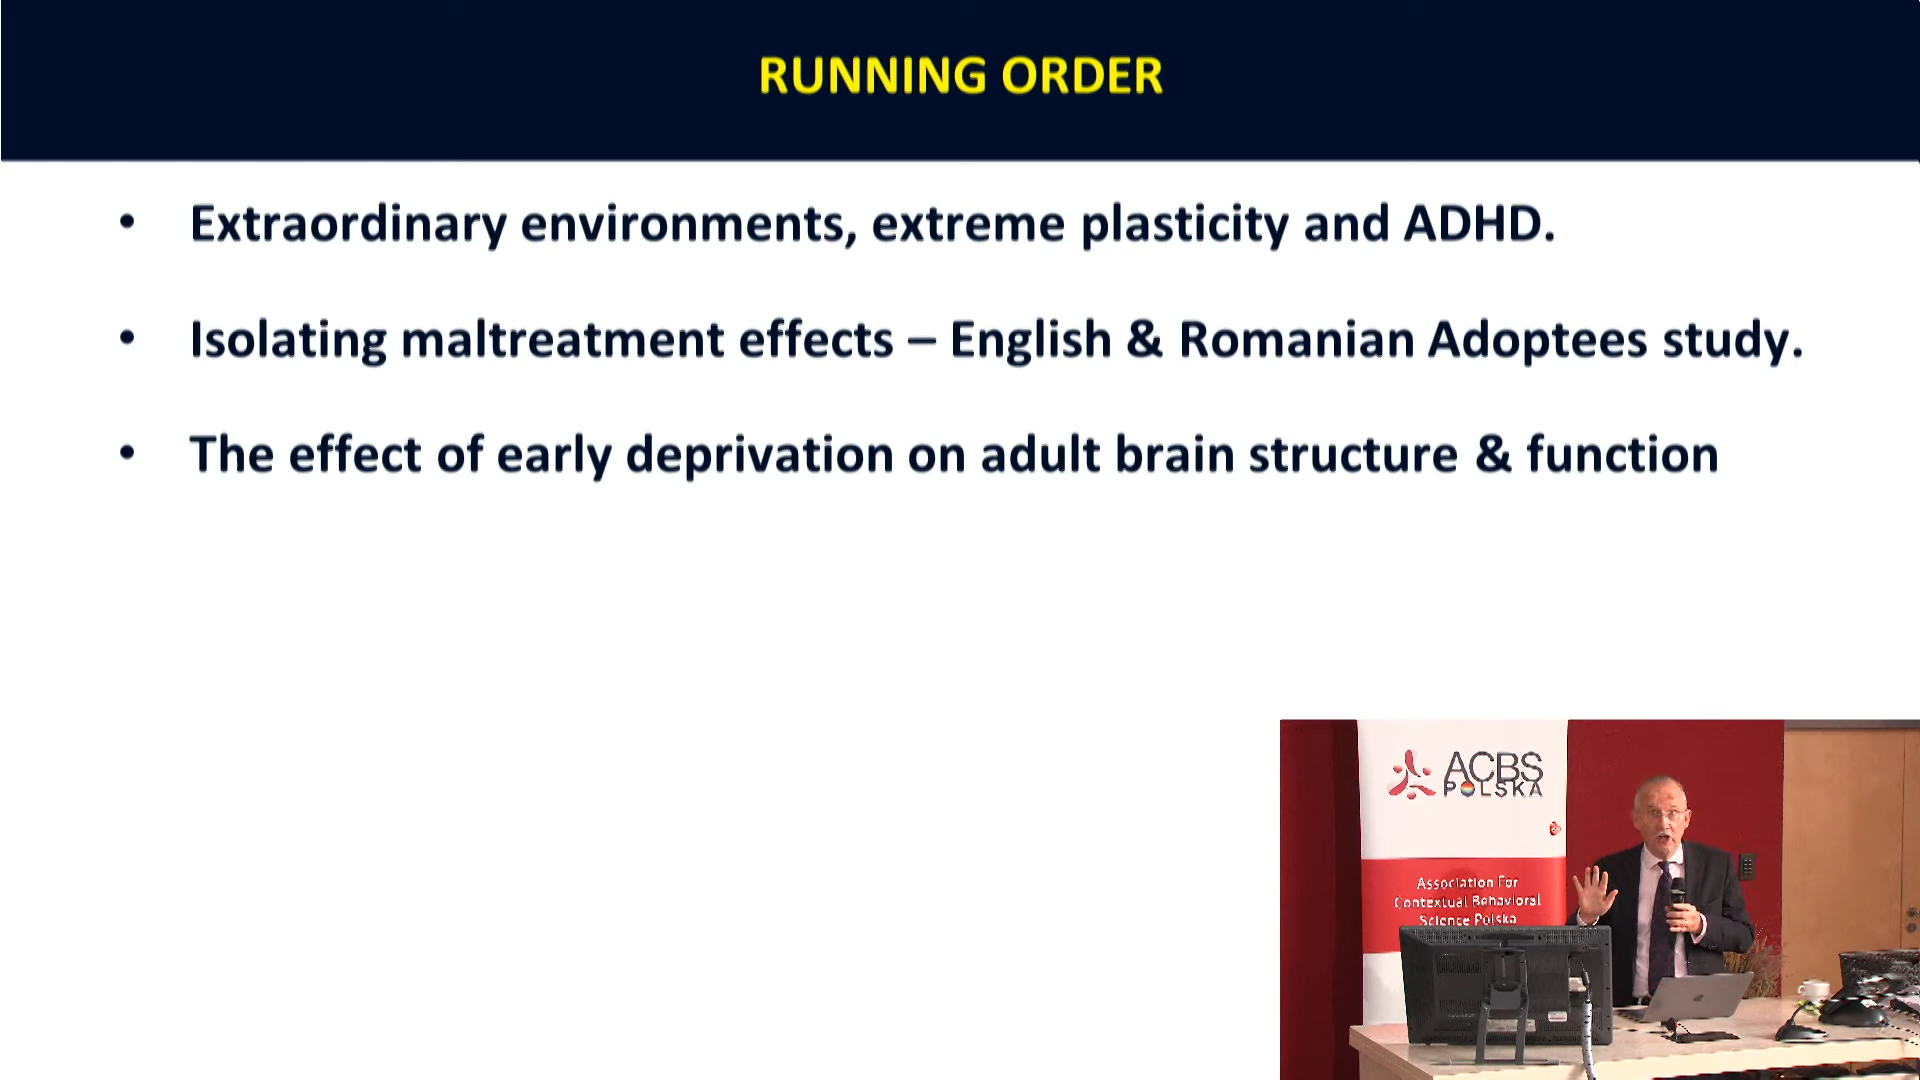 RUNNING ORDER
• Extraordinary environments, extreme plasticity and ADHD.
• Isolating maltreatment effects – English & Romanian Adoptees study.
• The effect of early deprivation on adult brain structure & function
ACBS
POLSKA
Association For
Contextual Behavioral
Science Polska